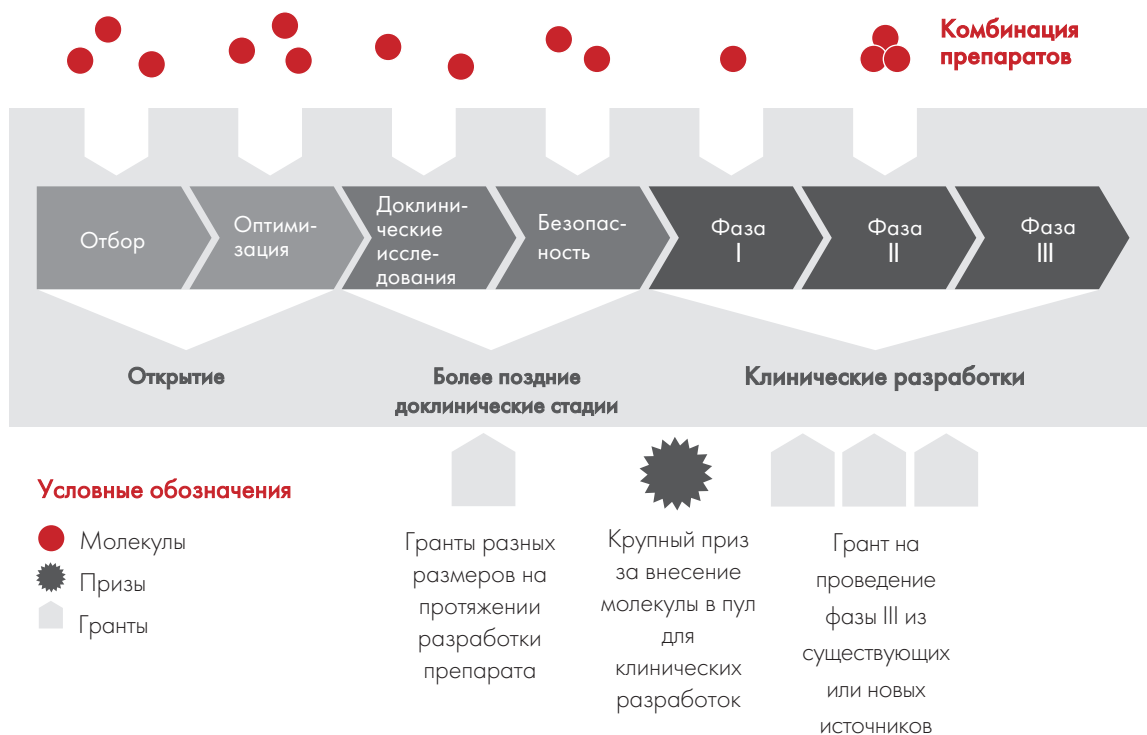 Комбинация
препаратов
Отбор
Оптими-
зация
Доклини-
ческие
иссле-
дования
Безопас-
ность
Фаза
I
Фаза
II
Фаза
III
Открытие
Более поздние
доклинические стадии
Клинические разработки
Условные обозначения
Молекулы
Призы
Гранты
Гранты разных
размеров на
протяжении
разработки
препарата
Крупный приз
за внесение
молекулы в пул
для
клинических
разработок
Грант на
проведение
фазы III из
существующих
или новых
источников